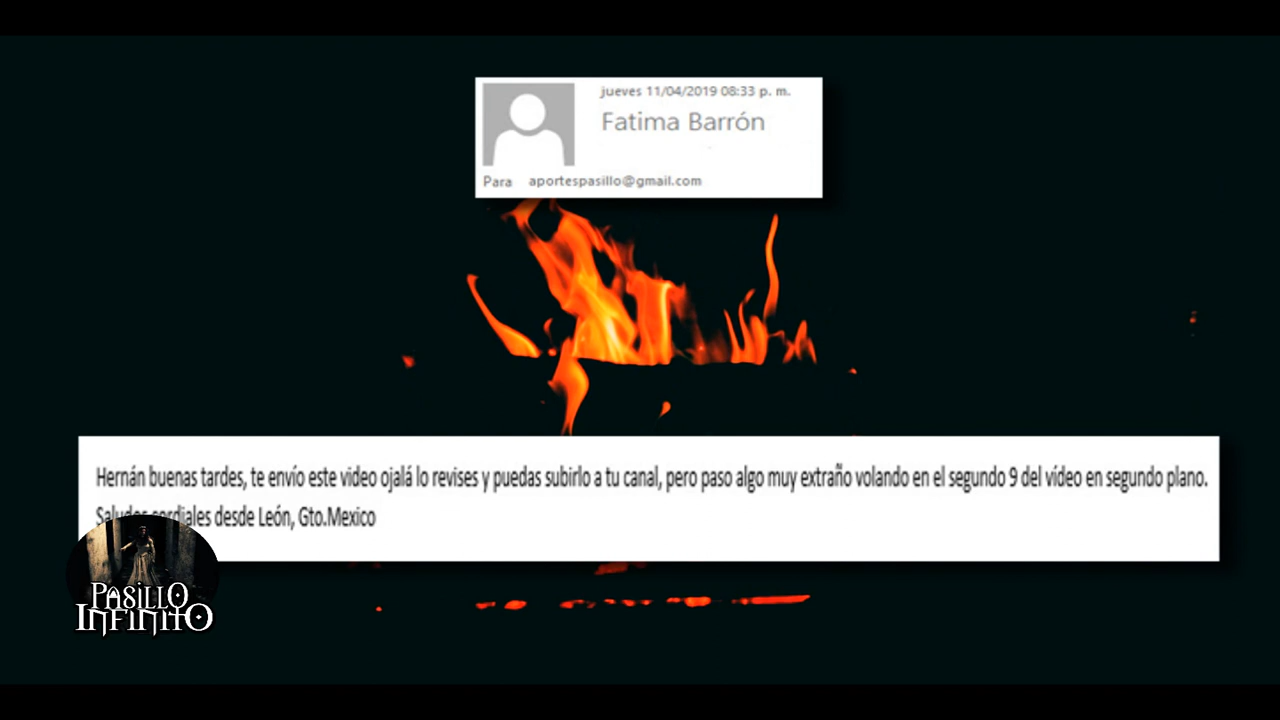 jueves 11/04/2019 08:33 p. m.
Fatima Barrón
Para aportespasillo@gmail.com
Hernán buenas tardes, te envío este video ojalá lo revises y puedas subirlo a tu canal, pero paso algo muy extraño volando en el segundo 9 del vídeo en segundo plano.
Saludos cordiales desde León, Gto.Mexico
PASiLLO
INFINITO